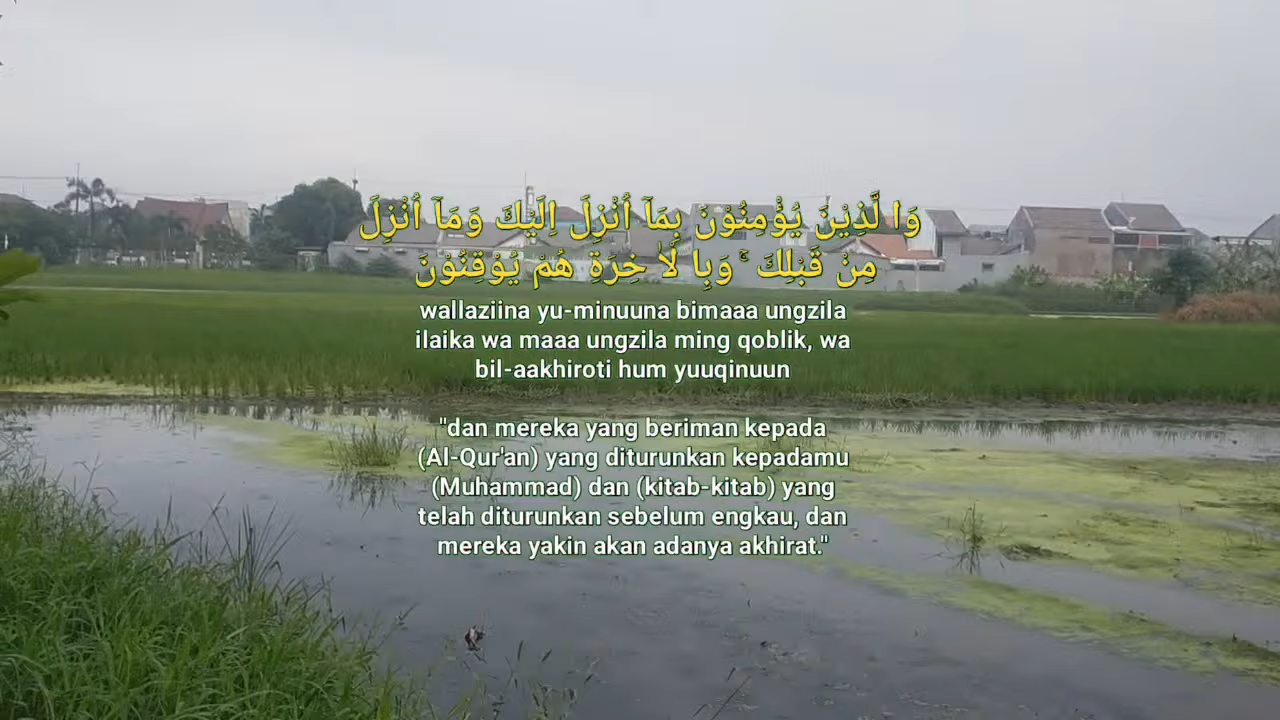 وَا لَّذِيْنَ يُؤْمِنُوْنَ بِمَاۤ اُنْزِلَ اِلَيْكَ وَمَاۤ اُنْزِلَ
مِنْ قَبْلِكَ ۚ وَبِا لْاٰ خِرَةِ هُمْ يُوْقِنُوْنَ
wallaziina yu-minuuna bimaaa ungzila
ilaika wa maaa ungzila ming qoblik, wa
bil-aakhiroti hum yuuqinuun
"dan mereka yang beriman kepada
(Al-Qur'an) yang diturunkan kepadamu
(Muhammad) dan (kitab-kitab) yang
telah diturunkan sebelum engkau, dan
mereka yakin akan adanya akhirat."